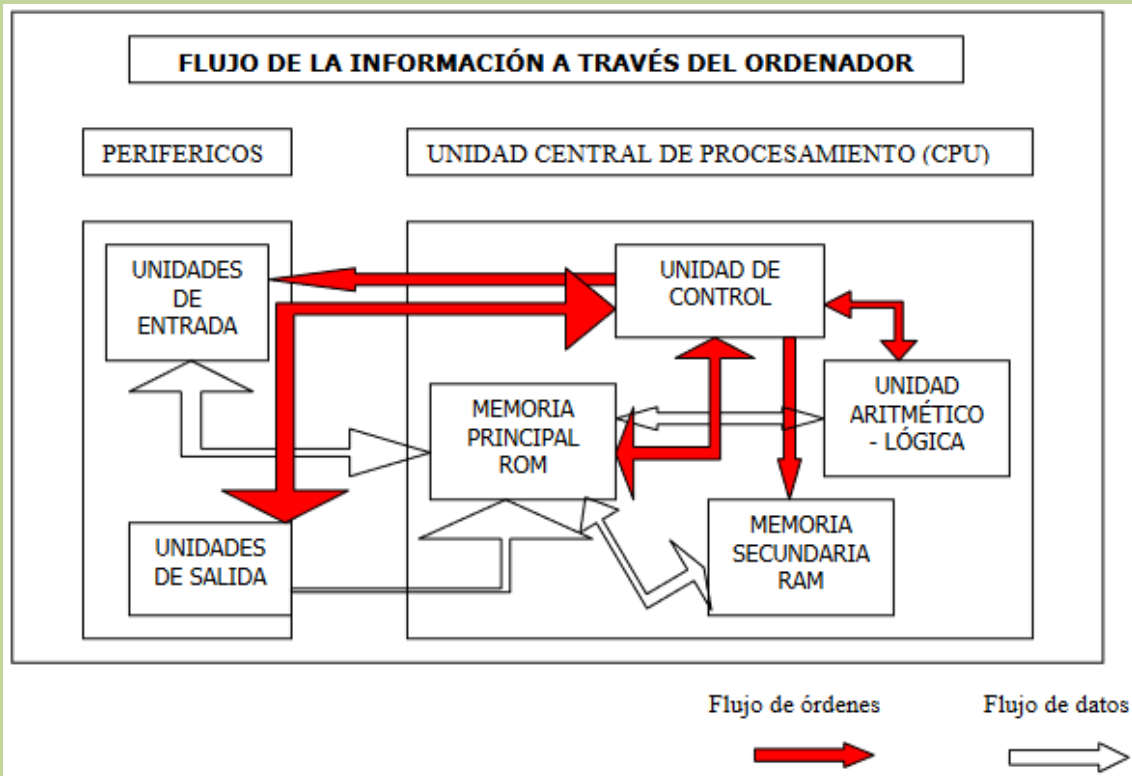 FLUJO DE LA INFORMACIÓN A TRAVÉS DEL ORDENADOR
PERIFERICOS
UNIDAD CENTRAL DE PROCESAMIENTO (CPU)
UNIDADES
DE
ENTRADA
UNIDAD DE
CONTROL
UNIDAD
ARITMÉTICO
- LÓGICA
MEMORIA
PRINCIPAL
ROM
UNIDADES
DE SALIDA
MEMORIA
SECUNDARIA
RAM
Flujo de órdenes
Flujo de datos